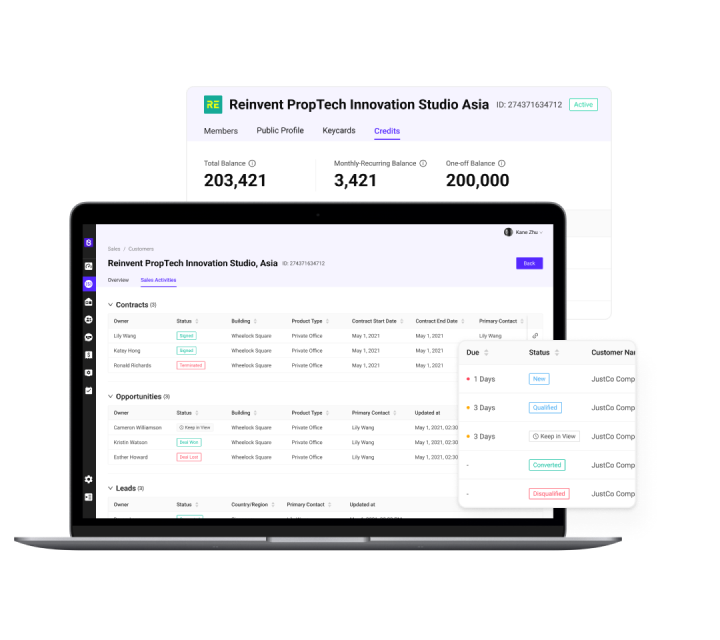 RE Reinvent PropTech Innovation Studio Asia ID: 274371634712 Active
Members Public Profile Keycards Credits
Total Balance Monthly-Recurring Balance One-off Balance
203,421 3,421 200,000
Kane Zhu
Sales / Customers
Reinvent PropTech Innovation Studio, Asia ID: 274371634712
Back
Overview Sales Activities
Contracts (3)
Owner Status Building Product Type Contract Start Date Contract End Date Primary Contact
Lily Wang Signed Wheelock Square Private Office May 1, 2021 May 1, 2021 Lily Wang
Katey Hong Signed Wheelock Square Private Office May 1, 2021 May 1, 2021
Ronald Richards Terminated Wheelock Square Private Office May 1, 2021 May 1, 2021
Opportunities (3)
Owner Status Building Product Type Primary Contact Updated at
Cameron Williamson Keep in View Wheelock Square Private Office Lily Wang May 1, 2021, 02:30
Kristin Watson Deal Won Wheelock Square Private Office Lily Wang May 1, 2021, 02:30
Esther Howard Deal Lost Wheelock Square Private Office Lily Wang May 1, 2021, 02:30
Leads (3)
Owner Status Country/Region Primary Contact Updated at
Due Status Customer Na
1 Days New JustCo Comp
3 Days Qualified JustCo Comp
3 Days Keep in View JustCo Comp
- Converted JustCo Comp
- Disqualified JustCo Comp